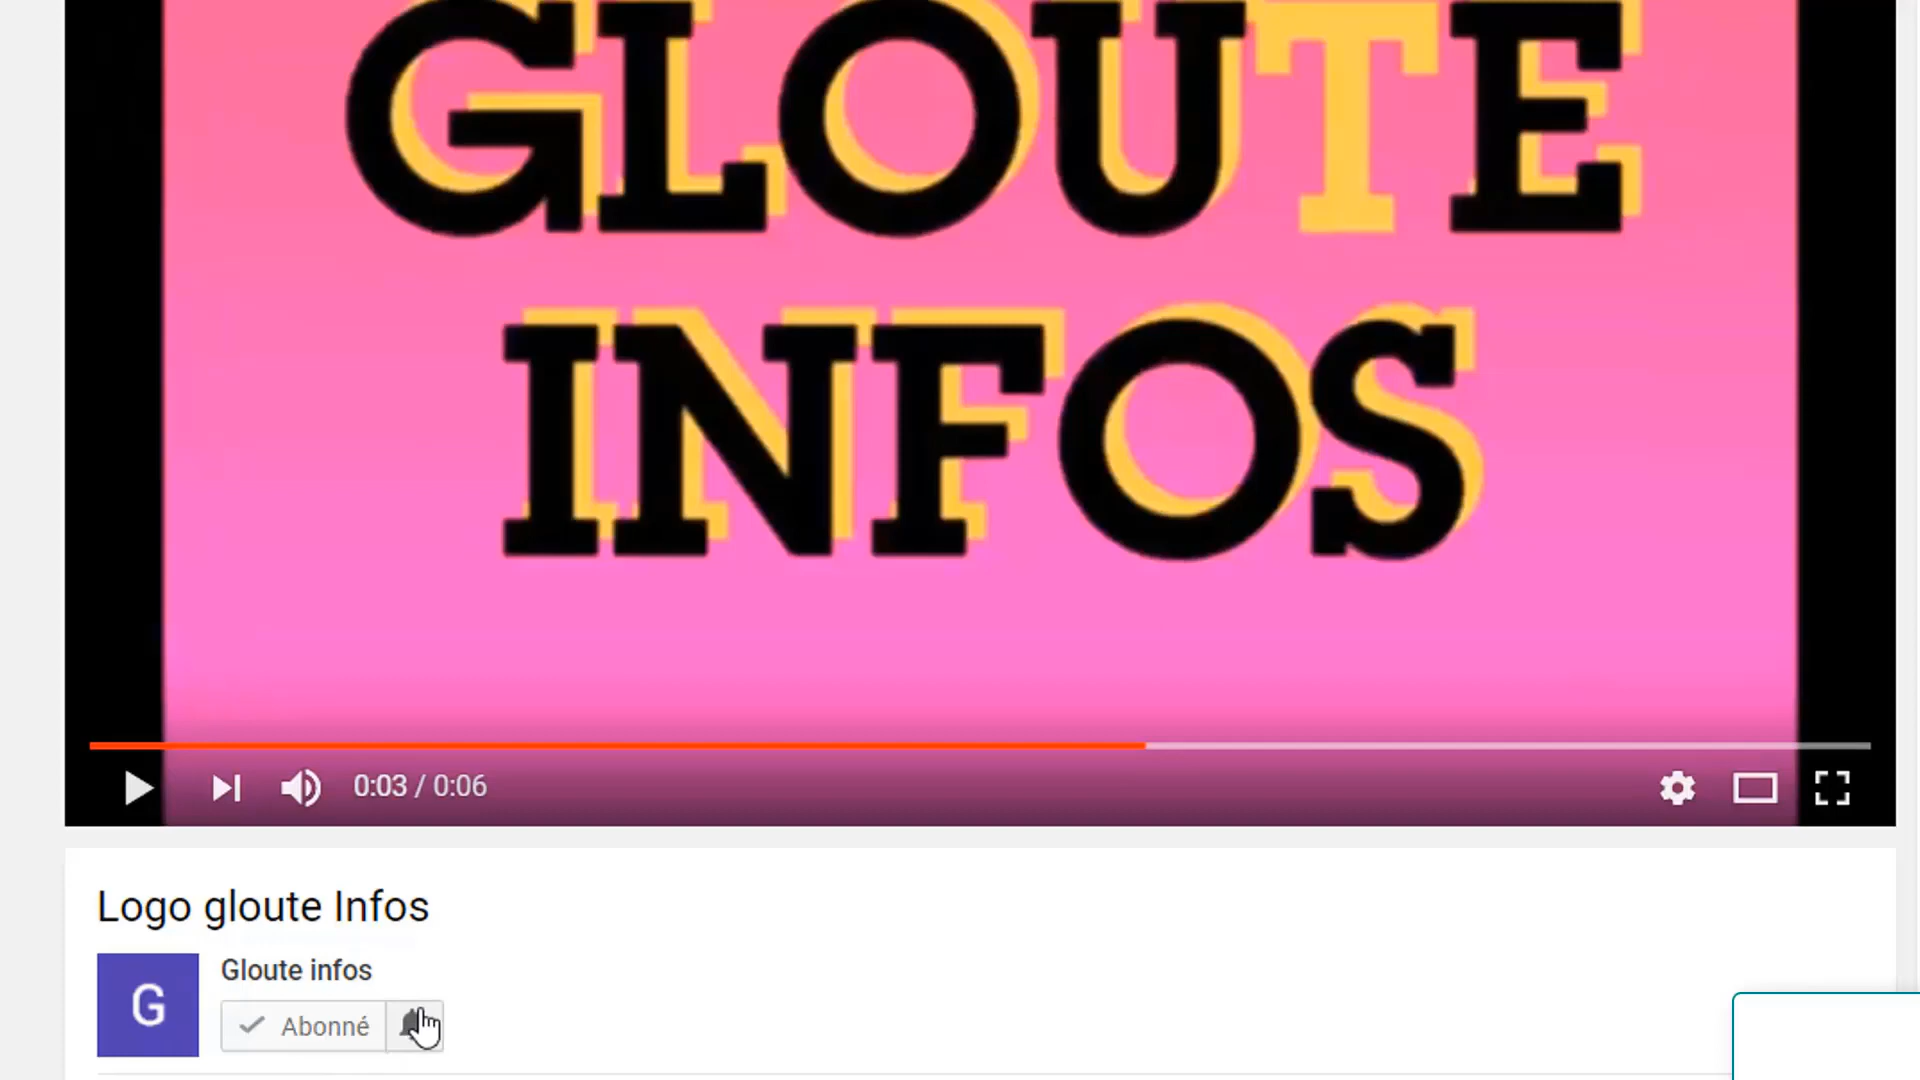 GLOUTE
INFOS
0:03 / 0:06
Logo gloute Infos
G
Gloute infos
Abonné